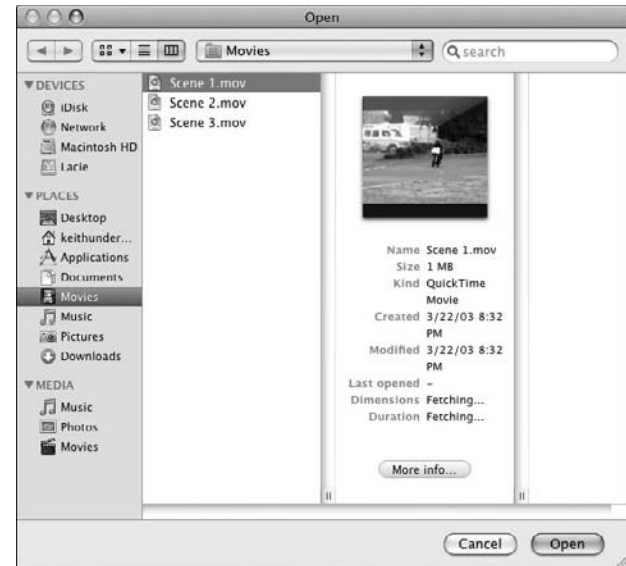 Open
Movies
search
DEVICES
iDisk
Network
Macintosh HD
Lacie
PLACES
Desktop
keithunder...
Applications
Documents
Movies
Music
Pictures
Downloads
MEDIA
Music
Photos
Movies
Scene 1.mov
Scene 2.mov
Scene 3.mov
Name Scene 1.mov
Size 1 MB
Kind QuickTime
Movie
Created 3/22/03 8:32
PM
Modified 3/22/03 8:32
PM
Last opened –
Dimensions Fetching...
Duration Fetching...
More info...
Cancel
Open